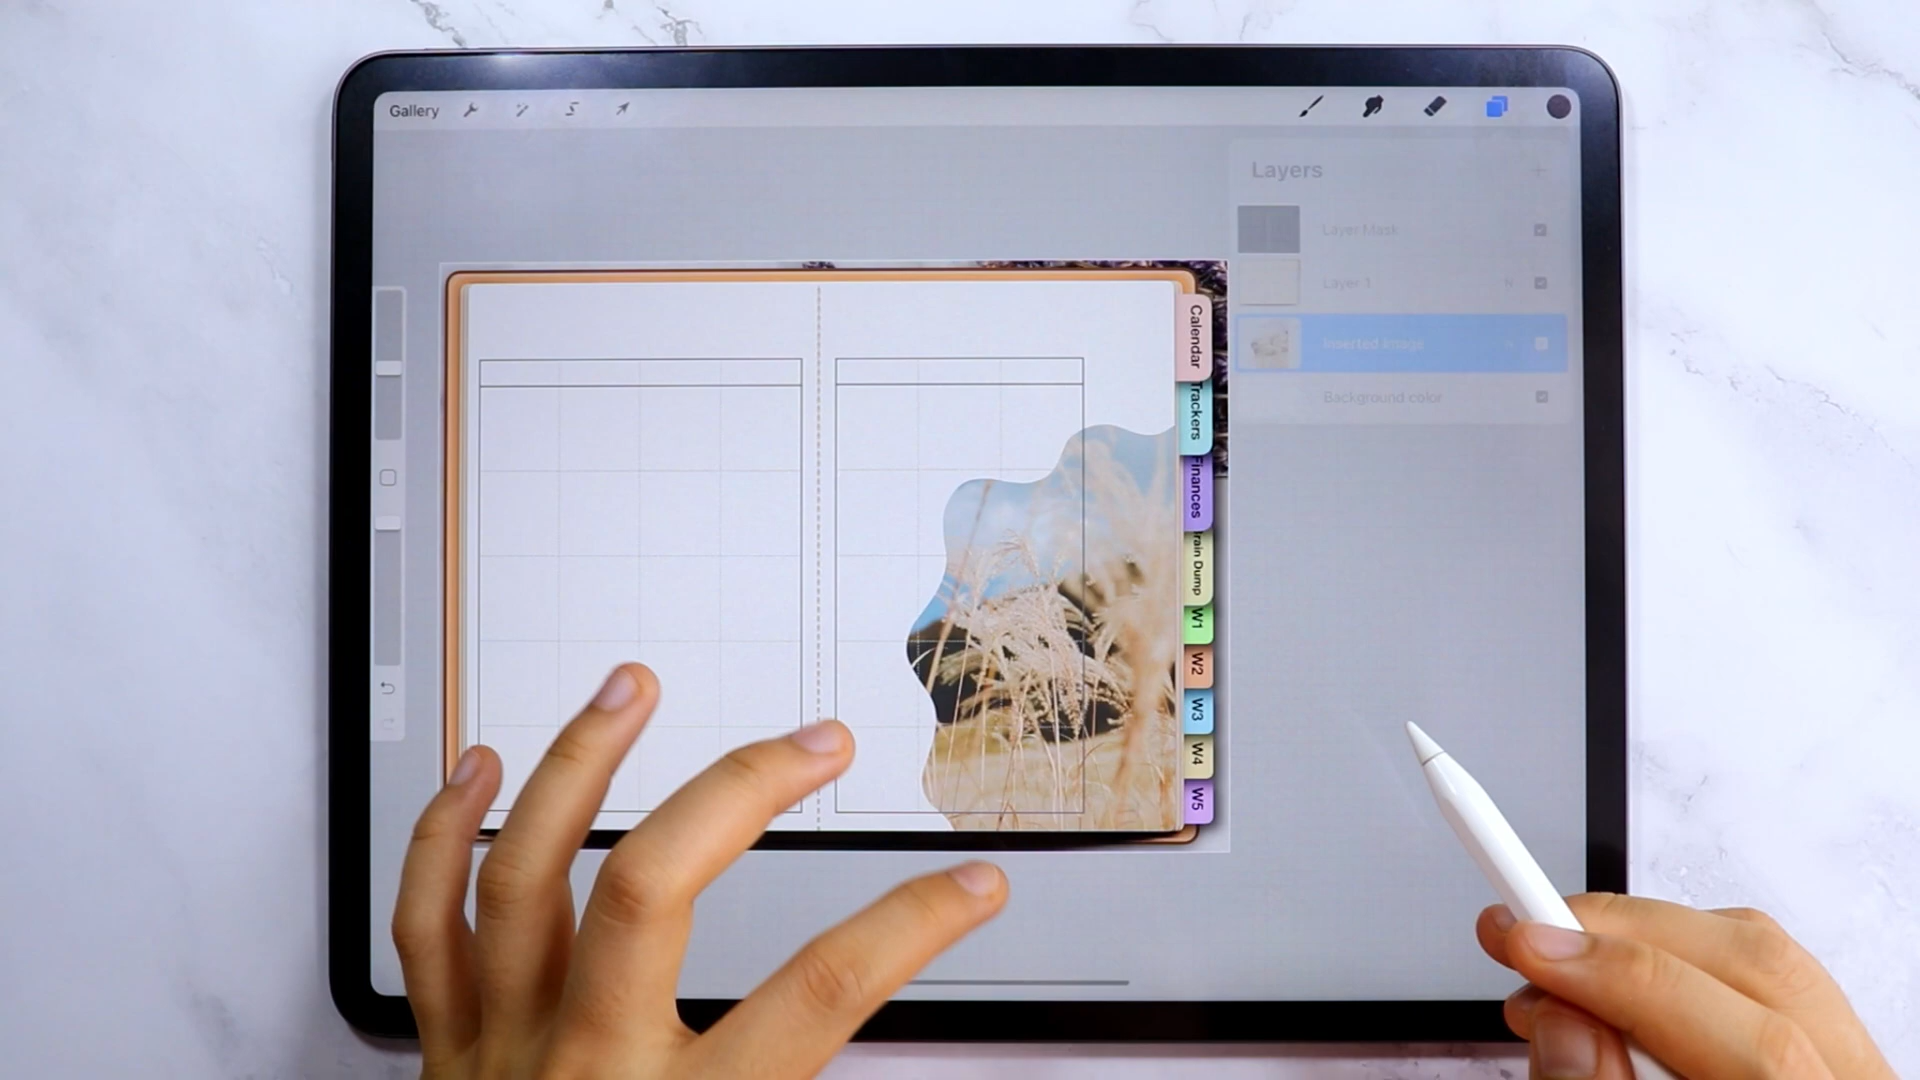 Gallery
Layers
Layer Mask
Layer 1
N
Inserted Image
N
Background color
Calendar
Trackers
Finances
rain Dump
W1
W2
W3
W4
W5